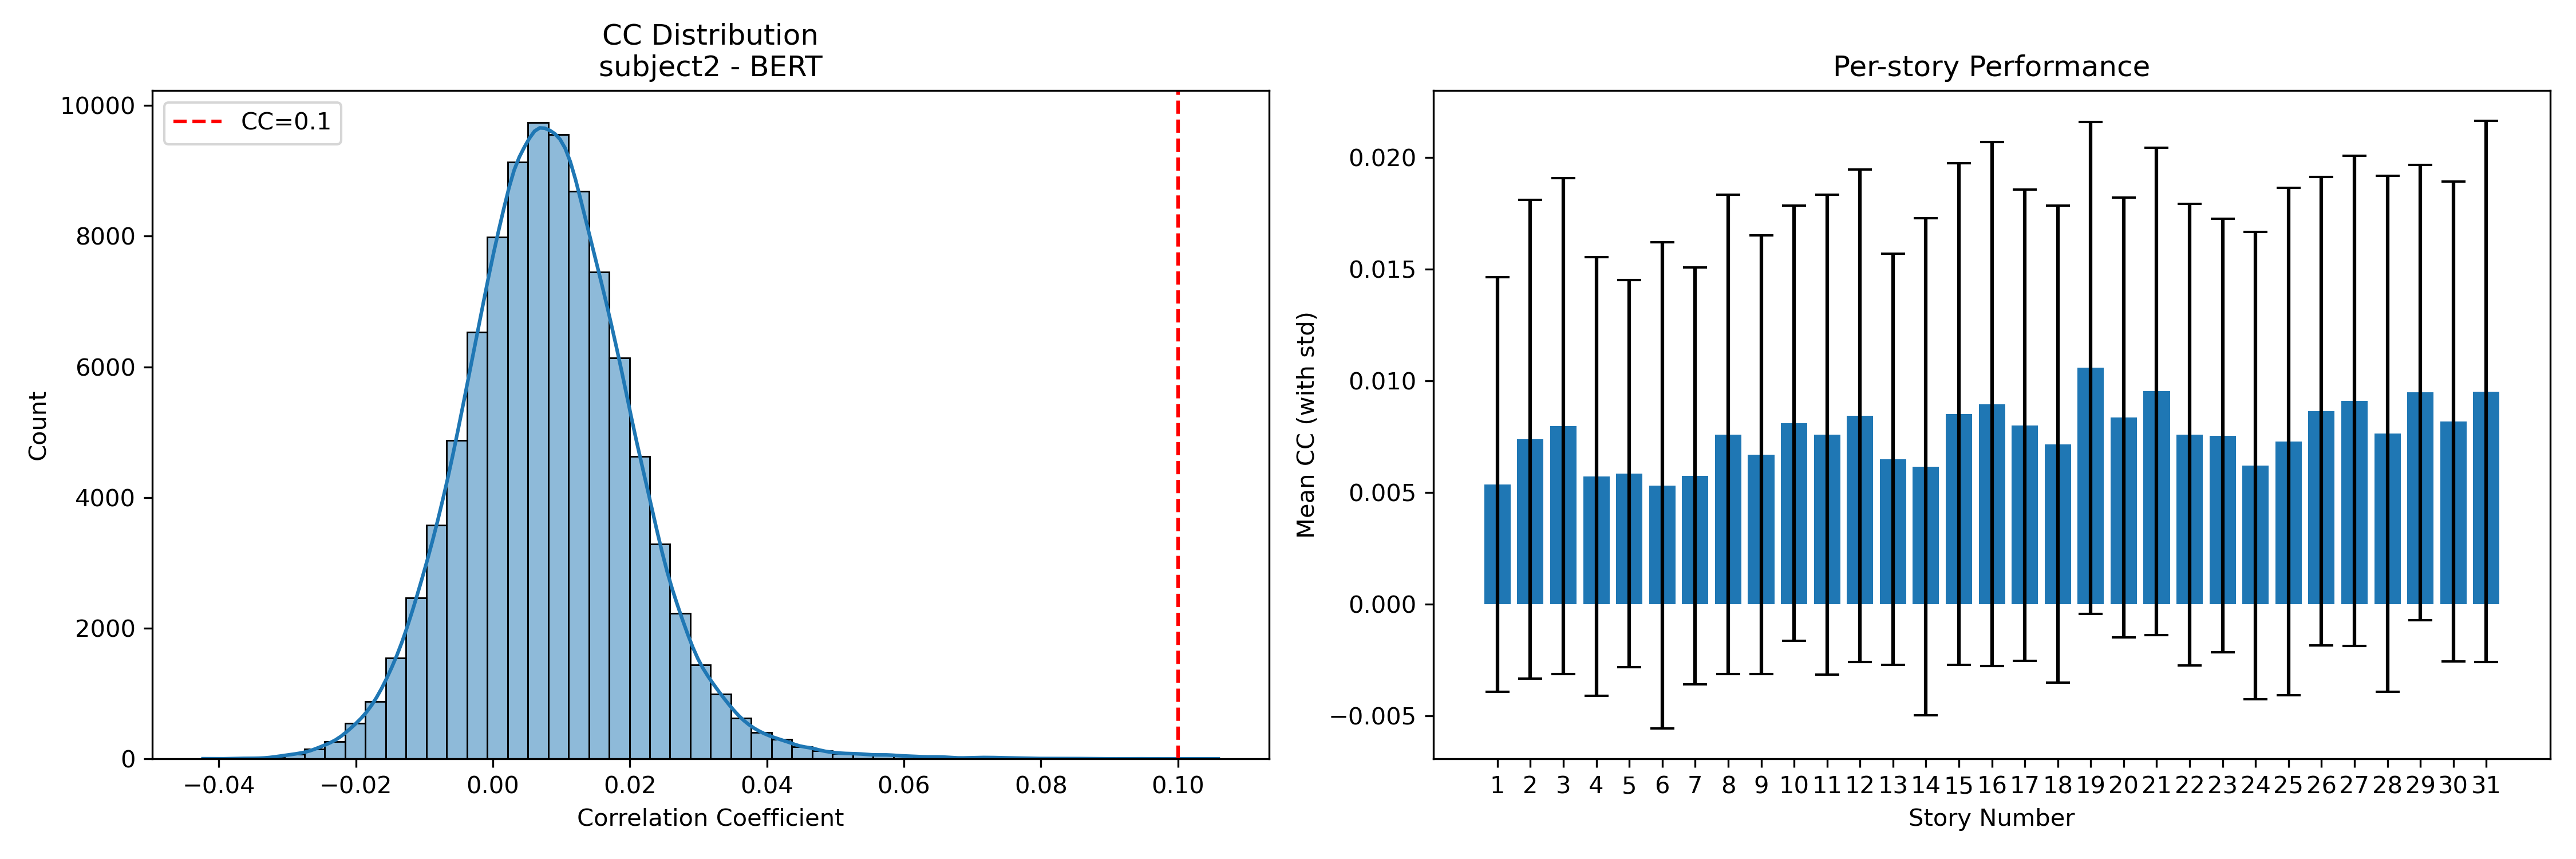 CC Distribution
subject2 - BERT
CC=0.1
10000
8000
6000
4000
2000
0
Count
−0.04 −0.02 0.00 0.02 0.04 0.06 0.08 0.10
Correlation Coefficient
Per-story Performance
0.020
0.015
0.010
0.005
0.000
−0.005
Mean CC (with std)
1 2 3 4 5 6 7 8 9 10 11 12 13 14 15 16 17 18 19 20 21 22 23 24 25 26 27 28 29 30 31
Story Number